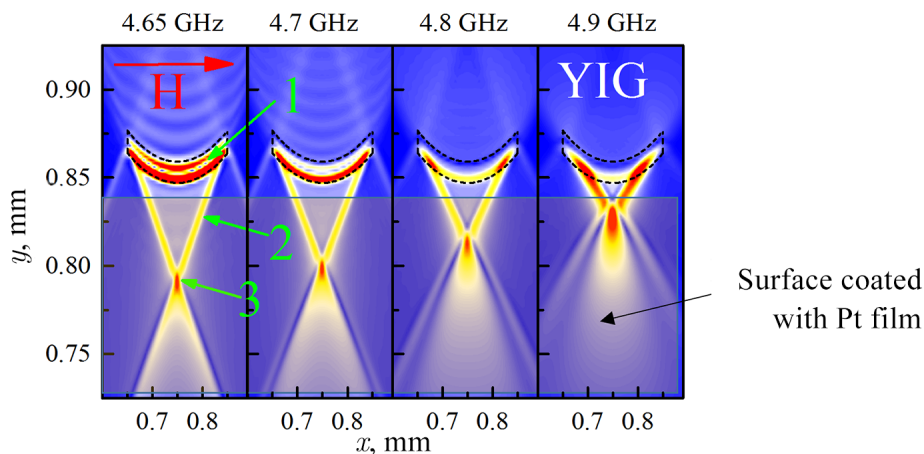 4.65 GHz 4.7 GHz 4.8 GHz 4.9 GHz
H
1
YIG
0.90
0.85
0.80
0.75
y, mm
2
3
Surface coated
with Pt film
0.7 0.8 0.7 0.8 0.7 0.8 0.7 0.8
x, mm